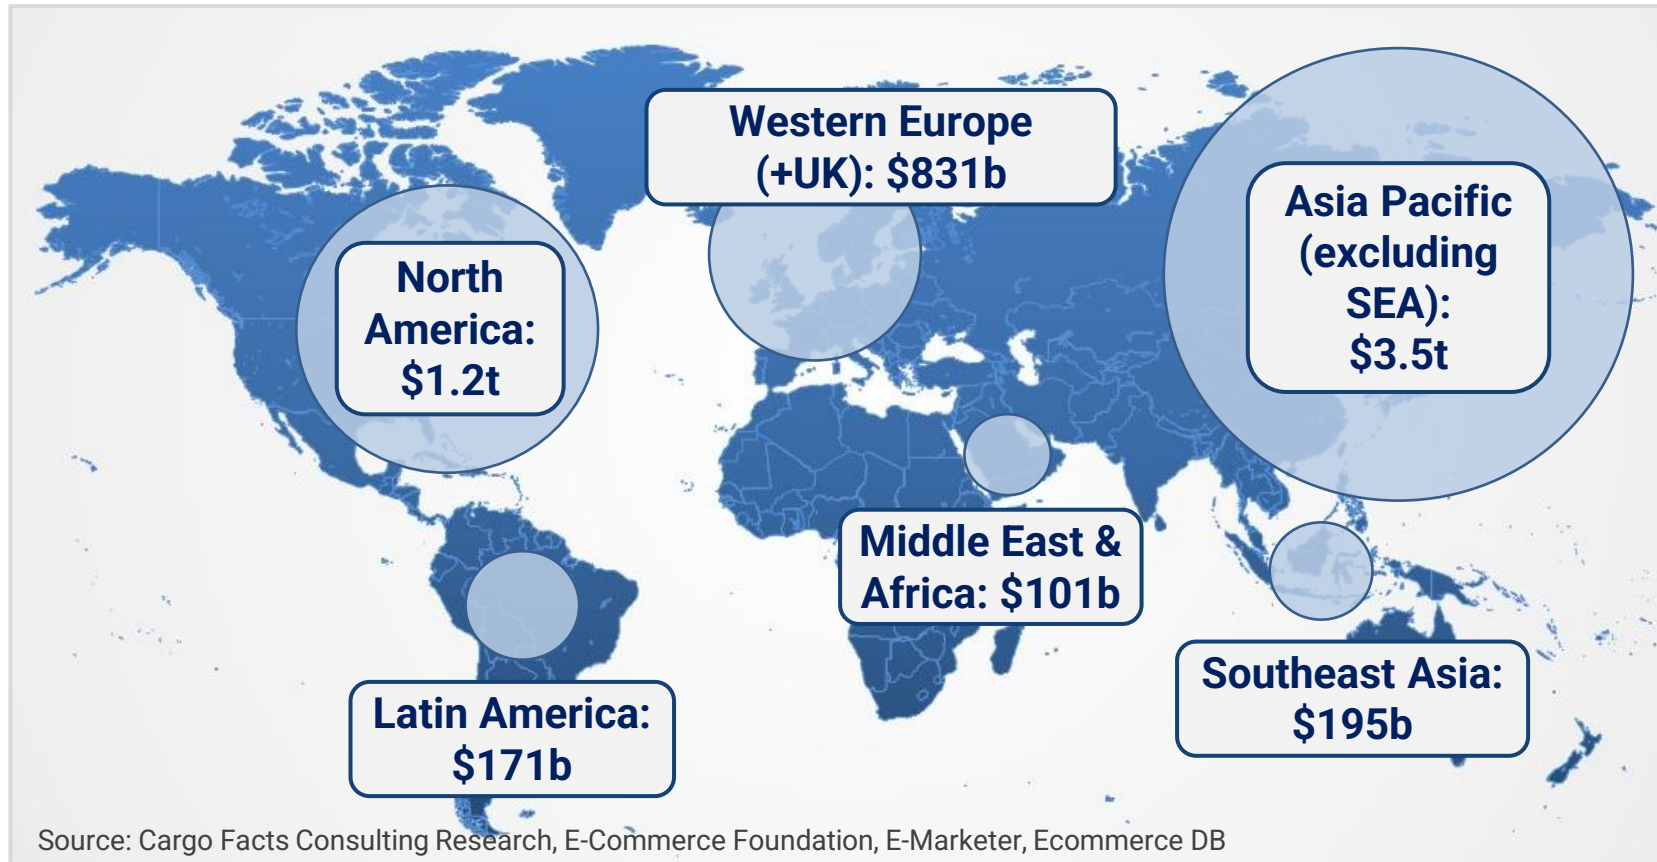 Western Europe
(+UK): $831b
Asia Pacific
(excluding
SEA):
$3.5t
North
America:
$1.2t
Middle East &
Africa: $101b
Southeast Asia:
$195b
Latin America:
$171b
Source: Cargo Facts Consulting Research, E-Commerce Foundation, E-Marketer, Ecommerce DB